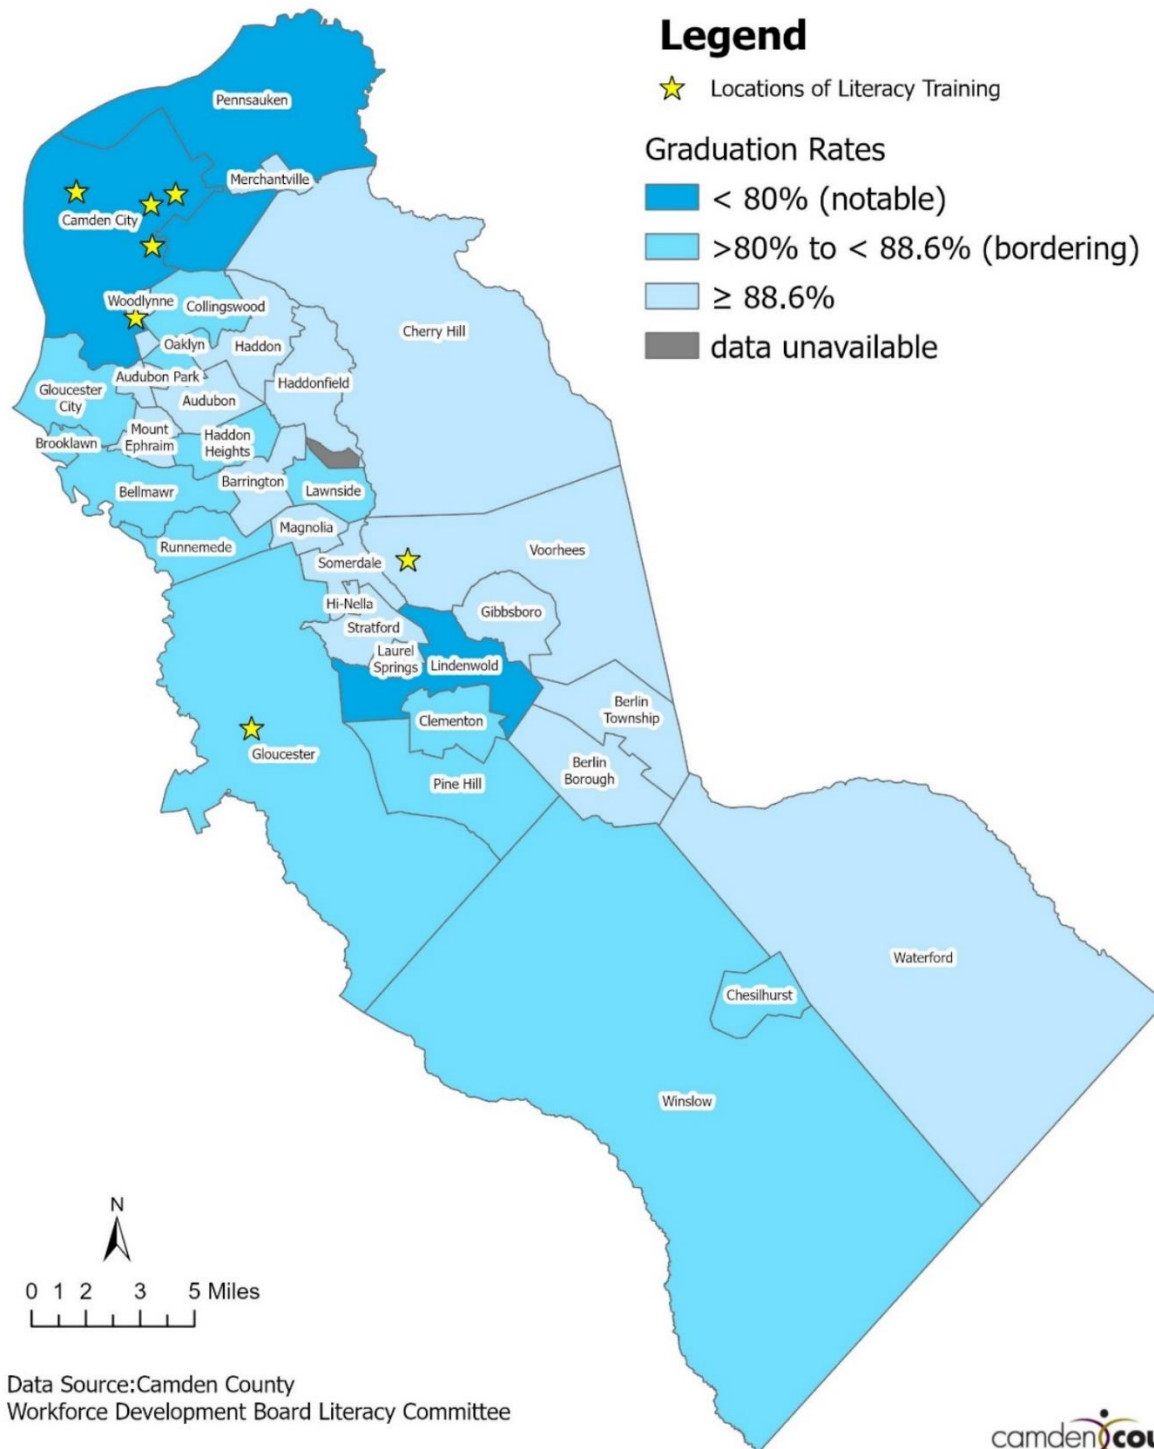 Legend
Locations of Literacy Training
Graduation Rates
< 80% (notable)
>80% to < 88.6% (bordering)
≥ 88.6%
data unavailable
Pennsauken
Merchantville
Camden City
Woodlynne
Collingswood
Cherry Hill
Oaklyn
Haddon
Audubon Park
Haddonfield
Gloucester
City
Audubon
Mount
Ephraim
Haddon
Heights
Brooklawn
Barrington
Bellmawr
Lawnside
Magnolia
Runnemede
Voorhees
Somerdale
Hi-Nella
Gibbsboro
Stratford
Laurel
Springs
Lindenwold
Berlin
Township
Clementon
Gloucester
Berlin
Borough
Pine Hill
Waterford
Chesilhurst
Winslow
N
0 1 2 3 5 Miles
Data Source:Camden County
Workforce Development Board Literacy Committee
camden